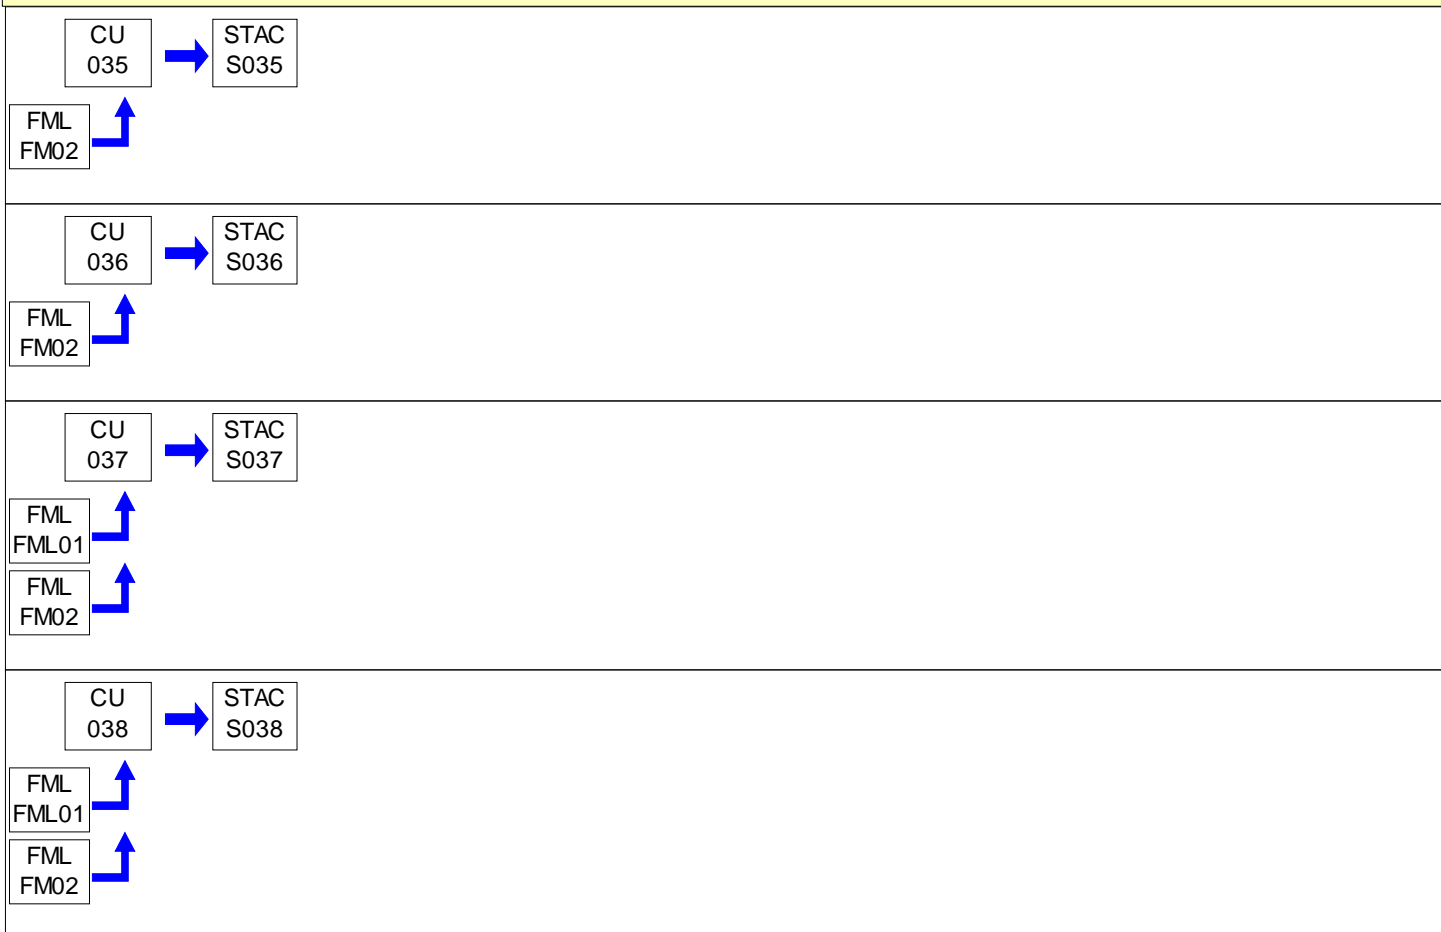 CU
035
STAC
S035
FML
FM02
CU
036
STAC
S036
FML
FM02
CU
037
STAC
S037
FML
FML01
FML
FM02
CU
038
STAC
S038
FML
FML01
FML
FM02